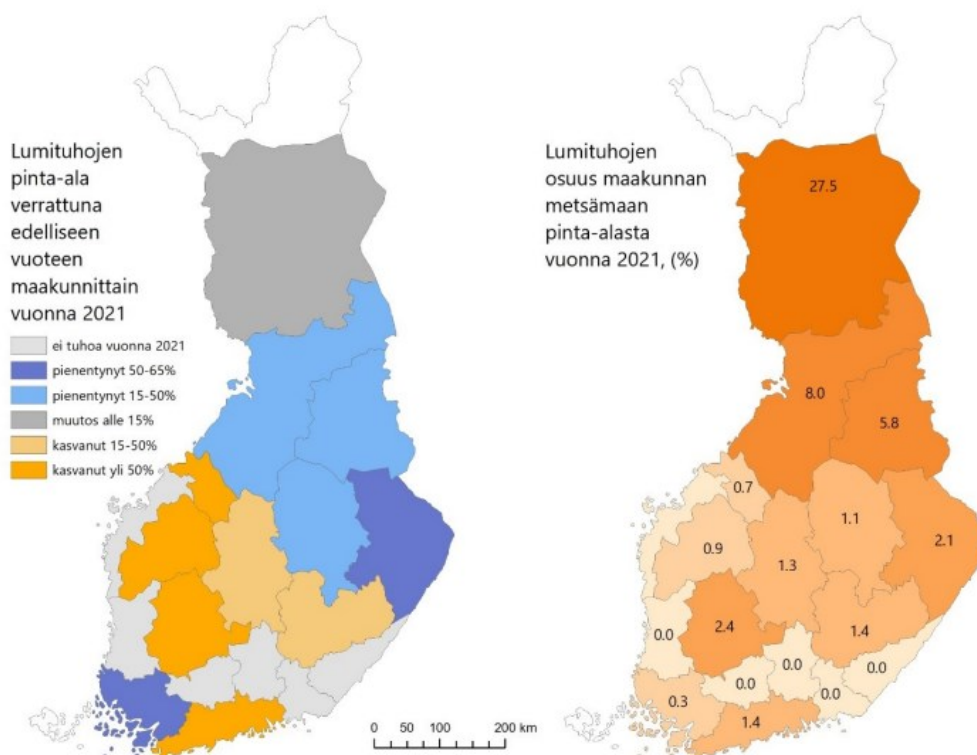 Lumituhojen
pinta-ala
verrattuna
edelliseen
vuoteen
maakunnittain
vuonna 2021
ei tuhoa vuonna 2021
pienentynyt 50-65%
pienentynyt 15-50%
muutos alle 15%
kasvanut 15-50%
kasvanut yli 50%
0
100
200 km
Lumituhojen
osuus maakunnan
metsämaan
pinta-alasta
vuonna 2021, (%)
27.5
8.0
5.8
0.7
1.1
0.9
2.1
1.3
2.4
0.0
1.4
0.0
0.0
0.0
0.0
0.3
1.4